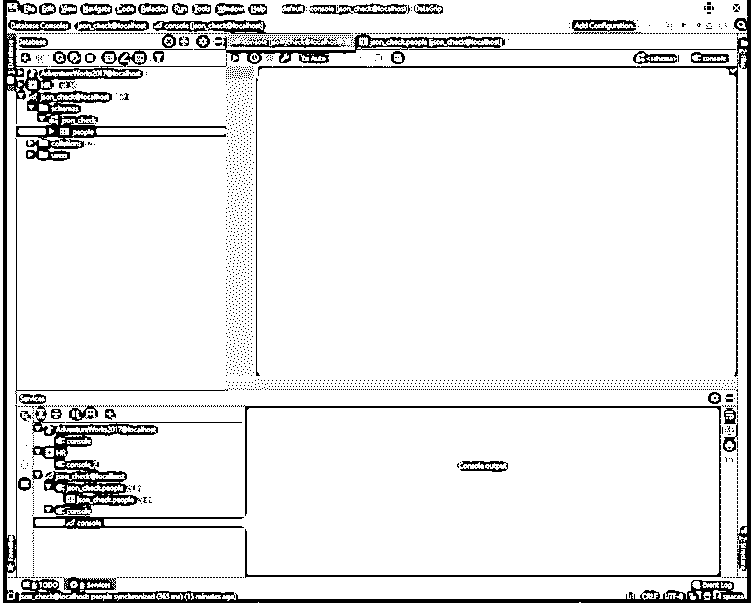 File Edit View Navigate Code Refactor Run Tools Window Help default - console [json_check@localhost] - DataGrip
Database Consoles json_check@localhost console [json_check@localhost] Add Configuration...
Database
console [json_check@localhost] json_check.people [json_check@localhost]
Tx: Auto <schema> console
AdventureWorks2017@localhost
HR
json_check@localhost
schemas
json_check
people
collations
users
Services
AdventureWorks2017@localhost
console
HR
console_2
json_check@localhost
json_check.people
json_check.people
console
console
Console output
TODO 8: Services Event Log
json_check@localhost: people synchronized (365 ms) (13 minutes ago) CRLF UTF-8 spaces